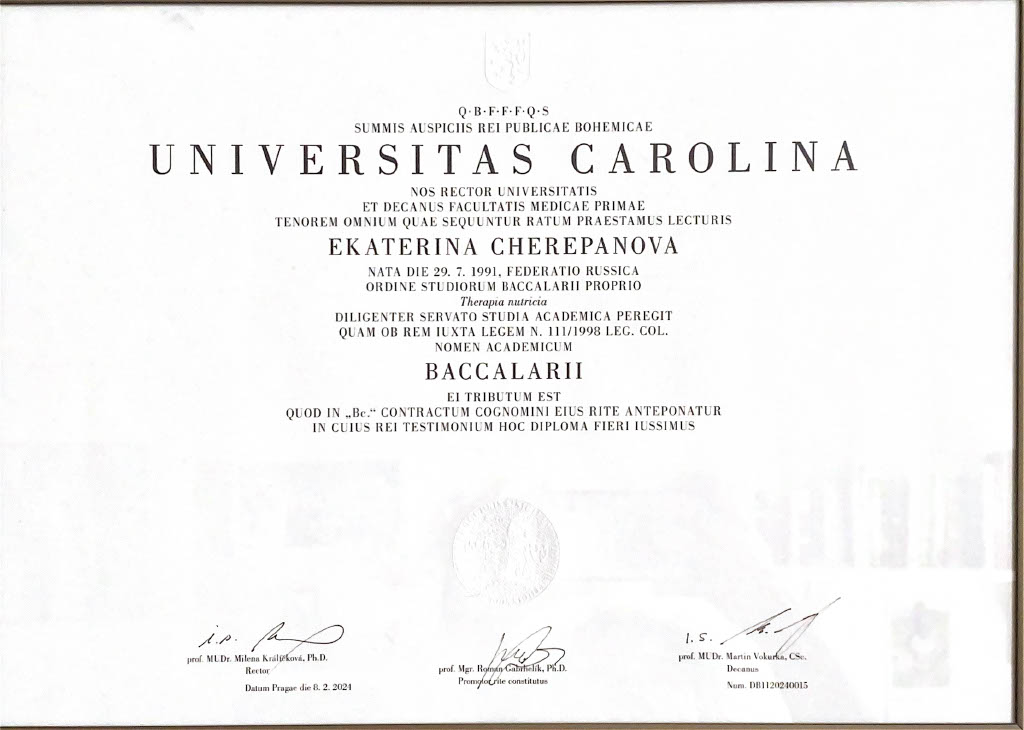 Q·B·F·F·F·Q·S
SUMMIS AUSPICIIS REI PUBLICAE BOHEMICAE
UNIVERSITAS CAROLINA
NOS RECTOR UNIVERSITATIS
ET DECANUS FACULTATIS MEDICAE PRIMAE
TENOREM OMNIUM QUAE SEQUUNTUR RATUM PRAESTAMUS LECTURIS
EKATERINA CHEREPANOVA
NATA DIE 29. 7. 1991, FEDERATIO RUSSICA
ORDINE STUDIORUM BACCALARII PROPRIO
Therapia nutricia
DILIGENTER SERVATO STUDIA ACADEMICA PEREGIT
QUAM OB REM IUXTA LEGEM N. 111/1998 LEG. COL.
NOMEN ACADEMICUM
BACCALARII
EI TRIBUTUM EST
QUOD IN „Bc.“ CONTRACTUM COGNOMINI EIUS RITE ANTEPONATUR
IN CUIUS REI TESTIMONIUM HOC DIPLOMA FIERI IUSSIMUS
prof. MUDr. Milena Králíčková, Ph.D.
Rector
Datum Pragae die 8. 2. 2024
prof. Mgr. Roman Gabrhelík, Ph.D.
Promotor rite constitutus
i. s.
prof. MUDr. Martin Vokurka, CSc.
Decanus
Num. DB1120240015